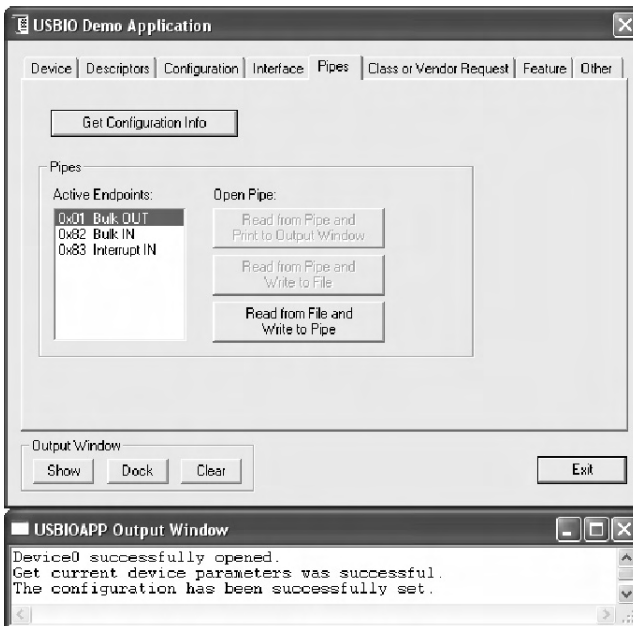 USBIO Demo Application
Device Descriptors Configuration Interface Pipes Class or Vendor Request Feature Other
Get Configuration Info
Pipes
Active Endpoints:
0x01 Bulk OUT
0x82 Bulk IN
0x83 Interrupt IN
Open Pipe:
Read from Pipe and
Print to Output Window
Read from Pipe and
Write to File
Read from File and
Write to Pipe
Output Window
Show Dock Clear
Exit
USBIOAPP Output Window
Device0 successfully opened.
Get current device parameters was successful.
The configuration has been successfully set.